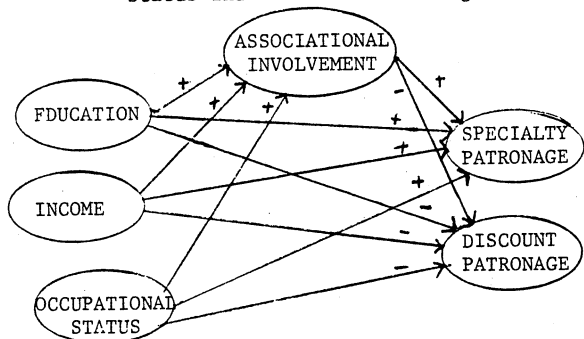 ASSOCIATIONAL
INVOLVEMENT
+
+
+
-
+
FDUCATION
+
SPECIALTY
PATRONAGE
+
INCOME
+
-
-
DISCOUNT
PATRONAGE
-
OCCUPATIONAL
STATUS